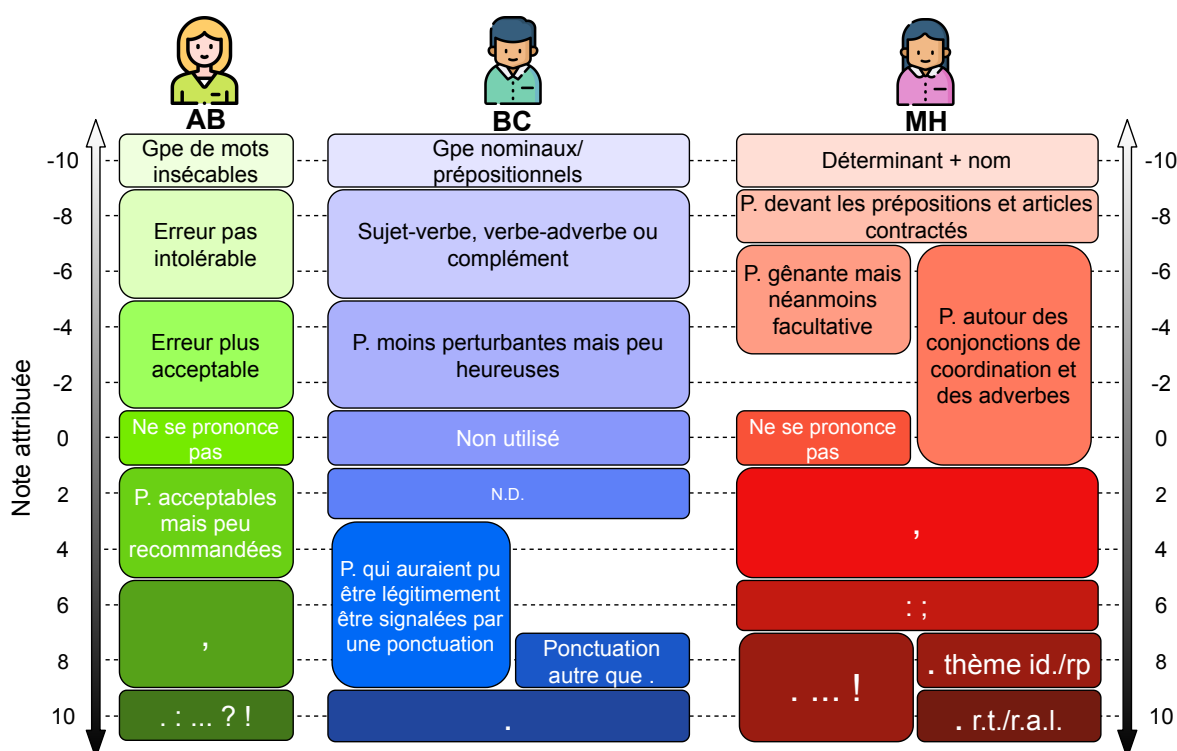 AB
BC
MH
Note attribuée
-10
-8
-6
-4
-2
0
2
4
6
8
10
Gpe de mots
insécables
Erreur pas
intolérable
Erreur plus
acceptable
Ne se prononce
pas
P. acceptables
mais peu
recommandées
,
. : ... ? !
Gpe nominaux/
prépositionnels
Sujet-verbe, verbe-adverbe ou
complément
P. moins perturbantes mais peu
heureuses
Non utilisé
N.D.
P. qui auraient pu
être légitimement
être signalées par
une ponctuation
Ponctuation
autre que .
.
Déterminant + nom
P. devant les prépositions et articles
contractés
P. gênante mais
néanmoins
facultative
P. autour des
conjonctions de
coordination et
des adverbes
Ne se prononce
pas
,
: ;
. ... !
. thème id./rp
. r.t./r.a.l.
-10
-8
-6
-4
-2
0
2
4
6
8
10